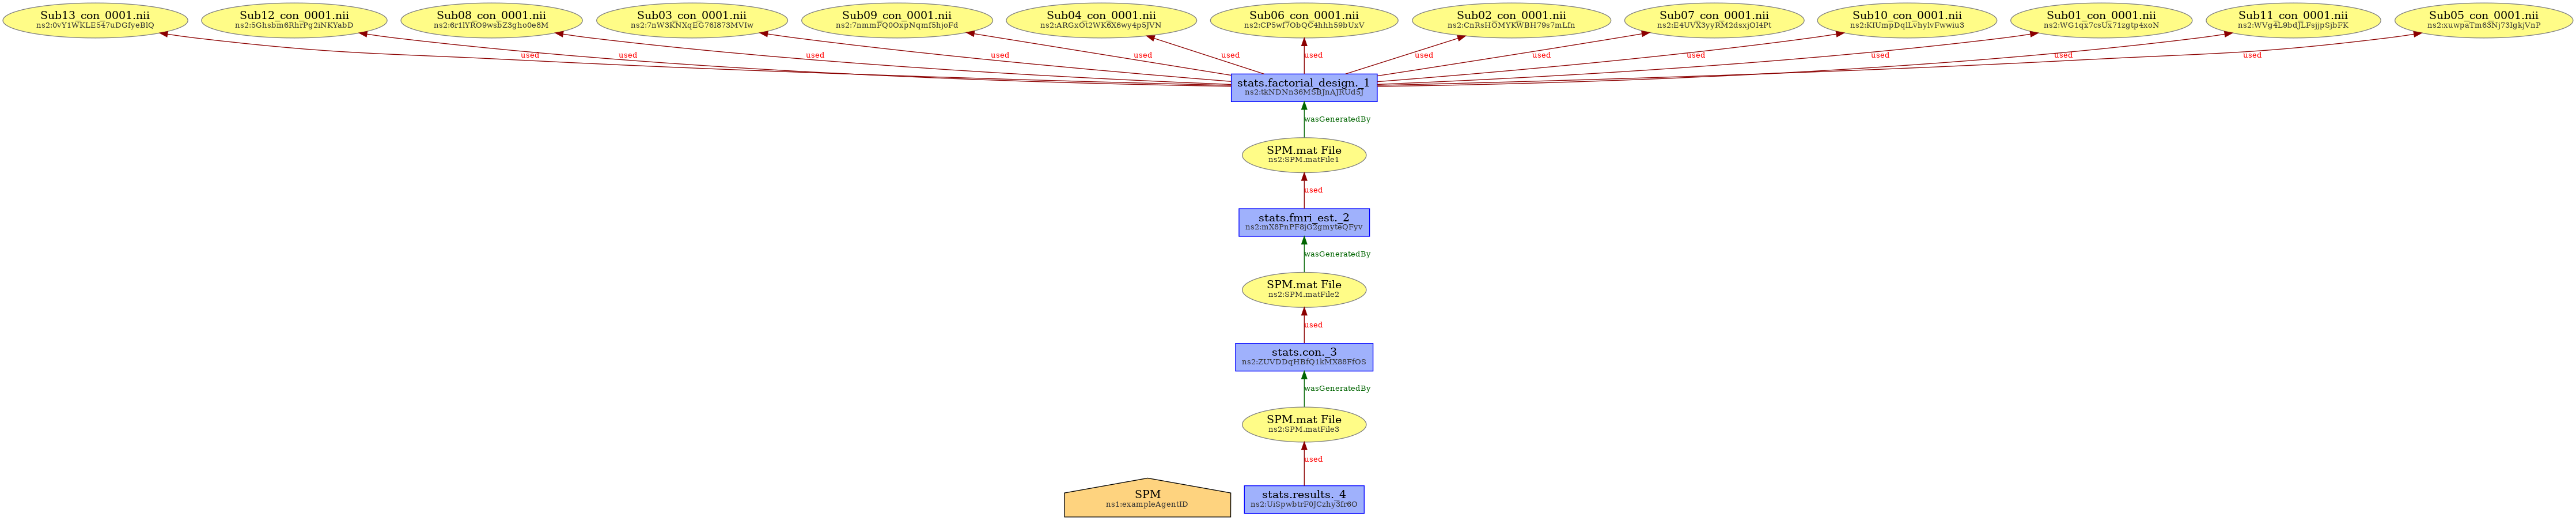 Sub13_con_0001.nii
ns2:0vY1WKLE547uDGfyeBlQ
Sub12_con_0001.nii
ns2:5Ghsbm6RhrPg2iNKYabD
Sub08_con_0001.nii
ns2:6r1lYRO9wsbZ3gho0e8M
Sub03_con_0001.nii
ns2:7nW3KNXqEG76I873MVIw
Sub09_con_0001.nii
ns2:7nnmFQ0OxpNqmf5hjoFd
Sub04_con_0001.nii
ns2:ARGxOt2WK6X6wy4p5JVN
Sub06_con_0001.nii
ns2:CP5wf7ObQC4hhh59bUxV
Sub02_con_0001.nii
ns2:CnRsHOMYKWBH79s7mLfn
Sub07_con_0001.nii
ns2:E4UVX3yyRM2dsxjOI4Pt
Sub10_con_0001.nii
ns2:KIUmpDqlLvhylvFwwiu3
Sub01_con_0001.nii
ns2:WG1qx7csUx71zgtp4xoN
Sub11_con_0001.nii
ns2:WVg4L9bdJLFsjjpSjbFK
Sub05_con_0001.nii
ns2:xuwpaTm63Nj73IgkjVnP
used
used
used
used
used
used
used
used
used
used
used
used
used
stats.factorial_design._1
ns2:tkNDNn36MSBJnAJRUd5J
wasGeneratedBy
SPM.mat File
ns2:SPM.matFile1
used
stats.fmri_est._2
ns2:mX8PnPF8jG2gmyteQFyv
wasGeneratedBy
SPM.mat File
ns2:SPM.matFile2
used
stats.con._3
ns2:ZUVDDqHBfQ1kMX88FfOS
wasGeneratedBy
SPM.mat File
ns2:SPM.matFile3
used
SPM
ns1:exampleAgentID
stats.results._4
ns2:UiSpwbtrF0JCzhy3fr6O